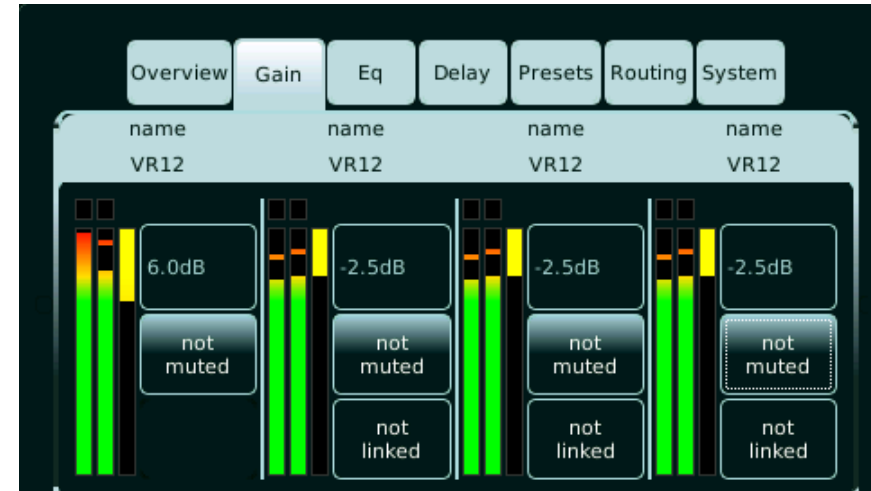 Overview Gain Eq Delay Presets Routing System
name name name name
VR12 VR12 VR12 VR12
6.0dB -2.5dB -2.5dB -2.5dB
not not not not
muted muted muted muted
not not not
linked linked linked